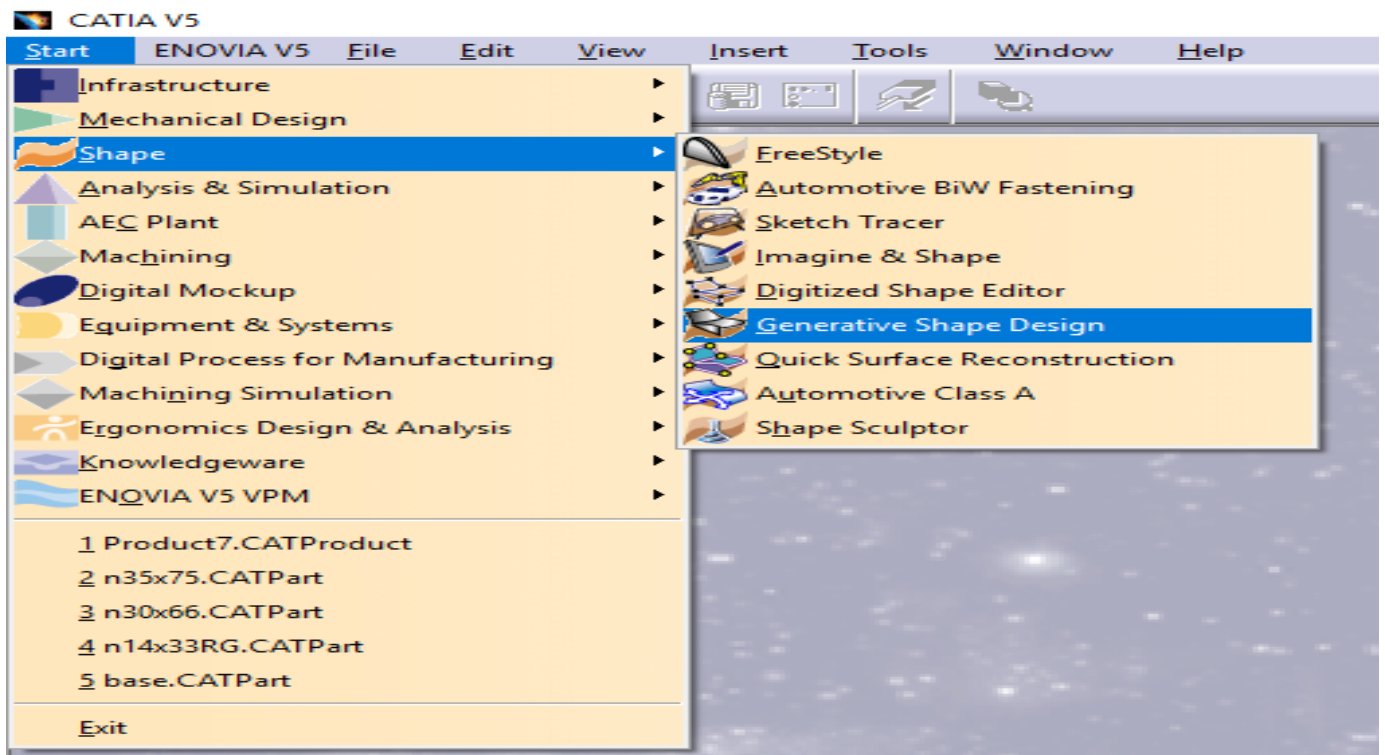 CATIA V5
Start ENOVIA V5 File Edit View Insert Tools Window Help
Infrastructure
Mechanical Design
Shape
Analysis & Simulation
AEC Plant
Machining
Digital Mockup
Equipment & Systems
Digital Process for Manufacturing
Machining Simulation
Ergonomics Design & Analysis
Knowledgeware
ENOVIA V5 VPM
1 Product7.CATProduct
2 n35x75.CATPart
3 n30x66.CATPart
4 n14x33RG.CATPart
5 base.CATPart
Exit
FreeStyle
Automotive BiW Fastening
Sketch Tracer
Imagine & Shape
Digitized Shape Editor
Generative Shape Design
Quick Surface Reconstruction
Automotive Class A
Shape Sculptor